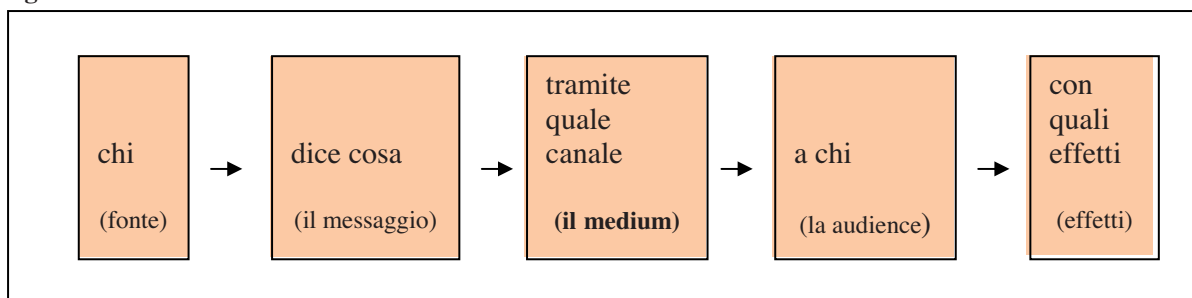 chi
(fonte)
dice cosa
(il messaggio)
tramite
quale
canale
(il medium)
a chi
(la audience)
con
quali
effetti
(effetti)